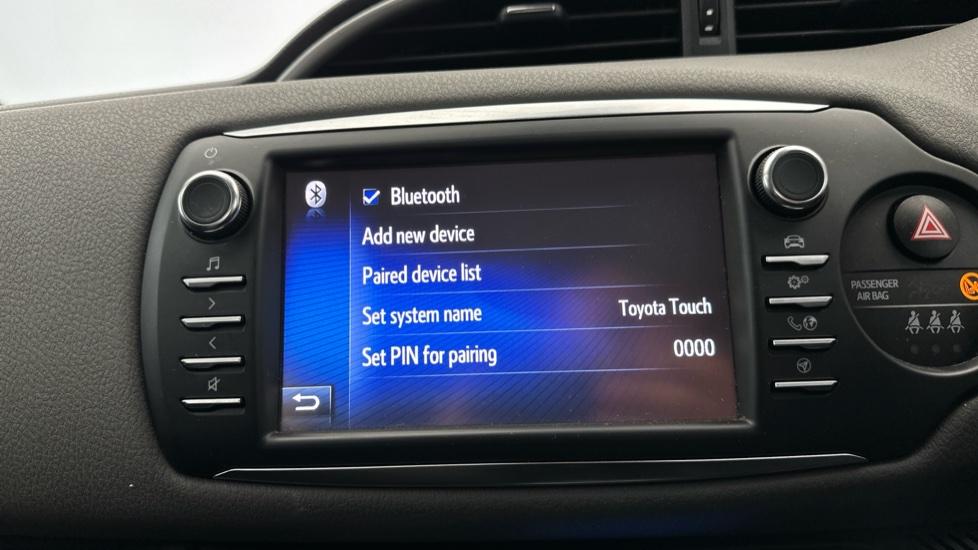 Bluetooth
Add new device
Paired device list
Set system name Toyota Touch
Set PIN for pairing 0000
PASSENGER
AIR BAG